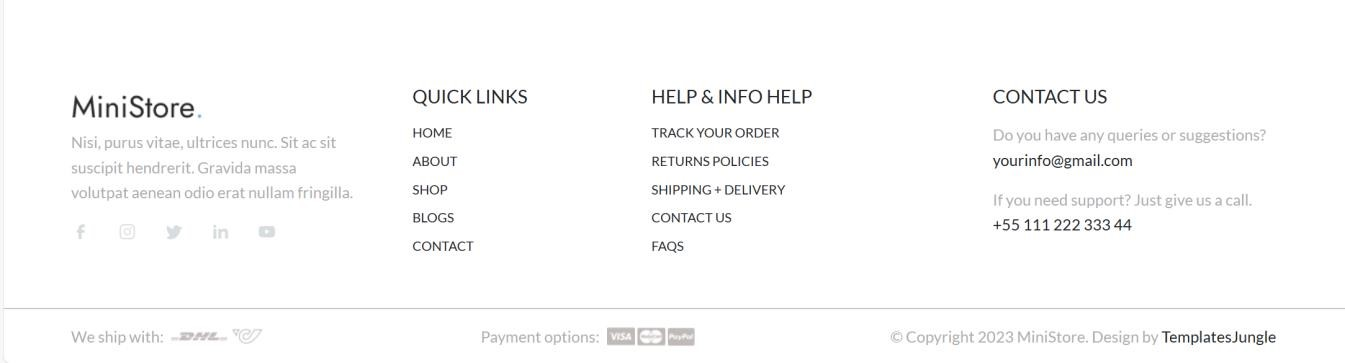 MiniStore.
Nisi, purus vitae, ultrices nunc. Sit ac sit
suscipit hendrerit. Gravida massa
volutpat aenean odio erat nullam fringilla.
QUICK LINKS
HOME
ABOUT
SHOP
BLOGS
CONTACT
HELP & INFO HELP
TRACK YOUR ORDER
RETURNS POLICIES
SHIPPING + DELIVERY
CONTACT US
FAQS
CONTACT US
Do you have any queries or suggestions?
yourinfo@gmail.com
If you need support? Just give us a call.
+55 111 222 333 44
We ship with: DHL
Payment options: VISA MasterCard PayPal
© Copyright 2023 MiniStore. Design by TemplatesJungle